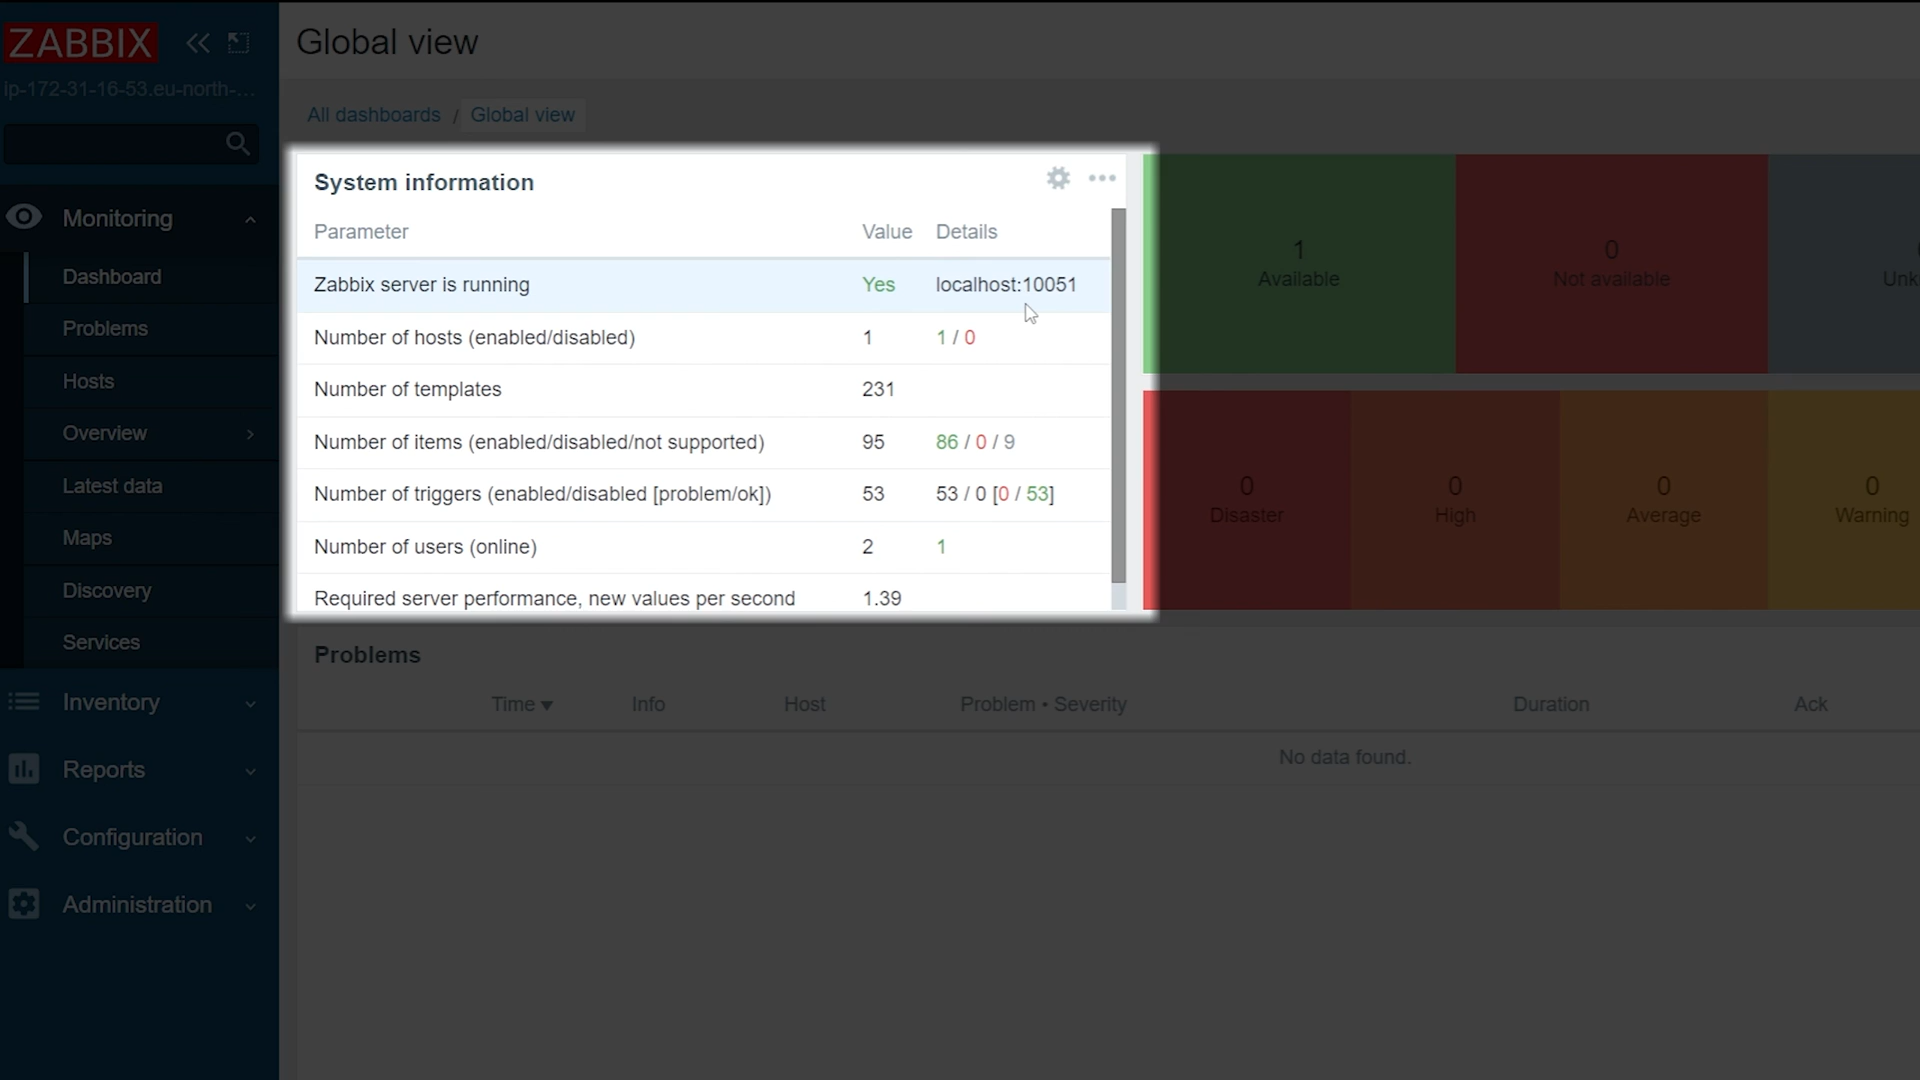 ZABBIX
ip-172-31-16-53.eu-north-...
Monitoring
Dashboard
Problems
Hosts
Overview
Latest data
Maps
Discovery
Services
Inventory
Reports
Configuration
Administration
Global view
All dashboards / Global view
System information
Parameter Value Details
Zabbix server is running Yes localhost:10051
Number of hosts (enabled/disabled) 1 1 / 0
Number of templates 231
Number of items (enabled/disabled/not supported) 95 86 / 0 / 9
Number of triggers (enabled/disabled [problem/ok]) 53 53 / 0 [0 / 53]
Number of users (online) 2 1
Required server performance, new values per second 1.39
1
Available
0
Not available
0
Disaster
0
High
0
Average
0
Warning
Problems
Time ▼ Info Host Problem • Severity Duration Ack
No data found.